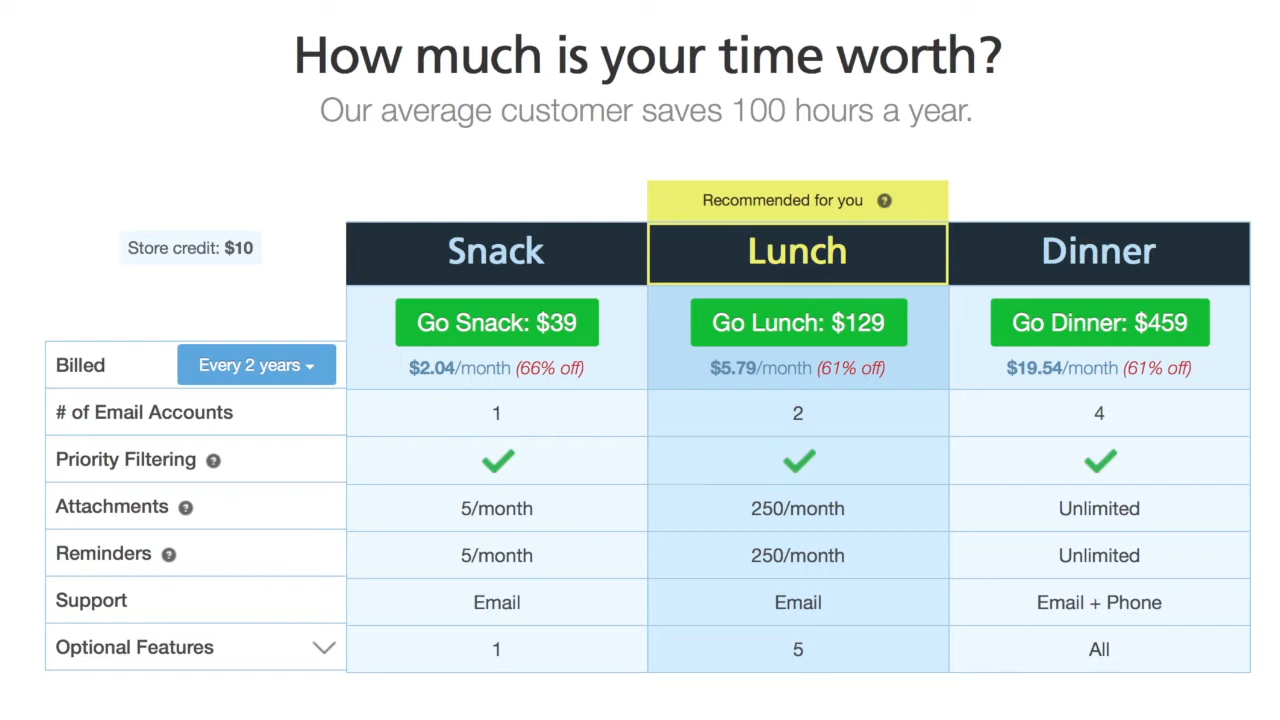 How much is your time worth?
Our average customer saves 100 hours a year.
Recommended for you ?
Store credit: $10
Snack Lunch Dinner
Go Snack: $39 Go Lunch: $129 Go Dinner: $459
Billed Every 2 years $2.04/month (66% off) $5.79/month (61% off) $19.54/month (61% off)
# of Email Accounts 1 2 4
Priority Filtering ?
Attachments ? 5/month 250/month Unlimited
Reminders ? 5/month 250/month Unlimited
Support Email Email Email + Phone
Optional Features 1 5 All